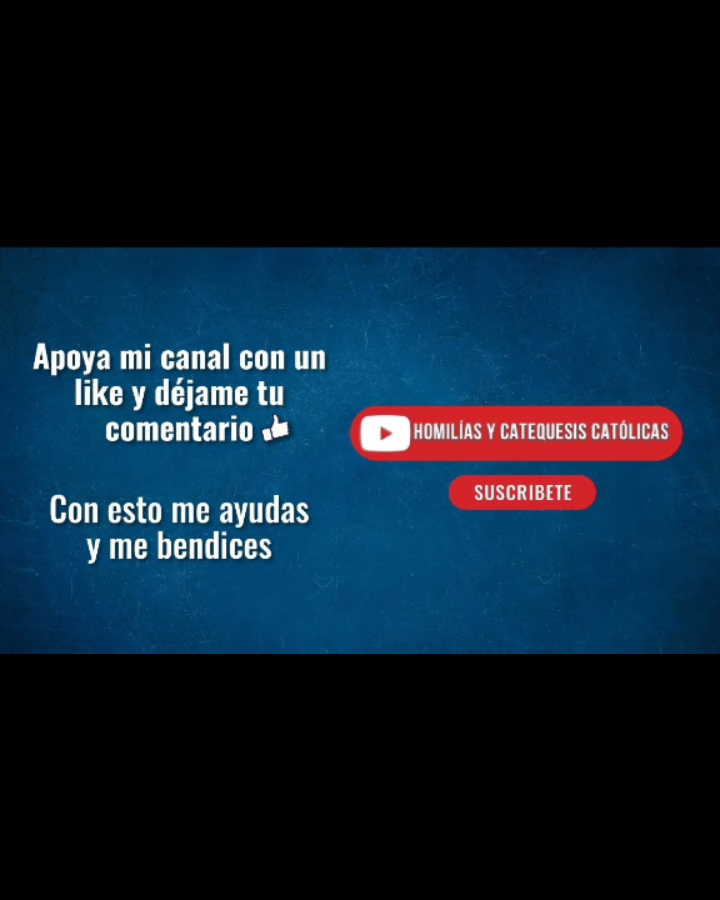 Apoya mi canal con un
like y déjame tu
comentario
Con esto me ayudas
y me bendices
HOMILÍAS Y CATEQUESIS CATÓLICAS
SUSCRIBETE